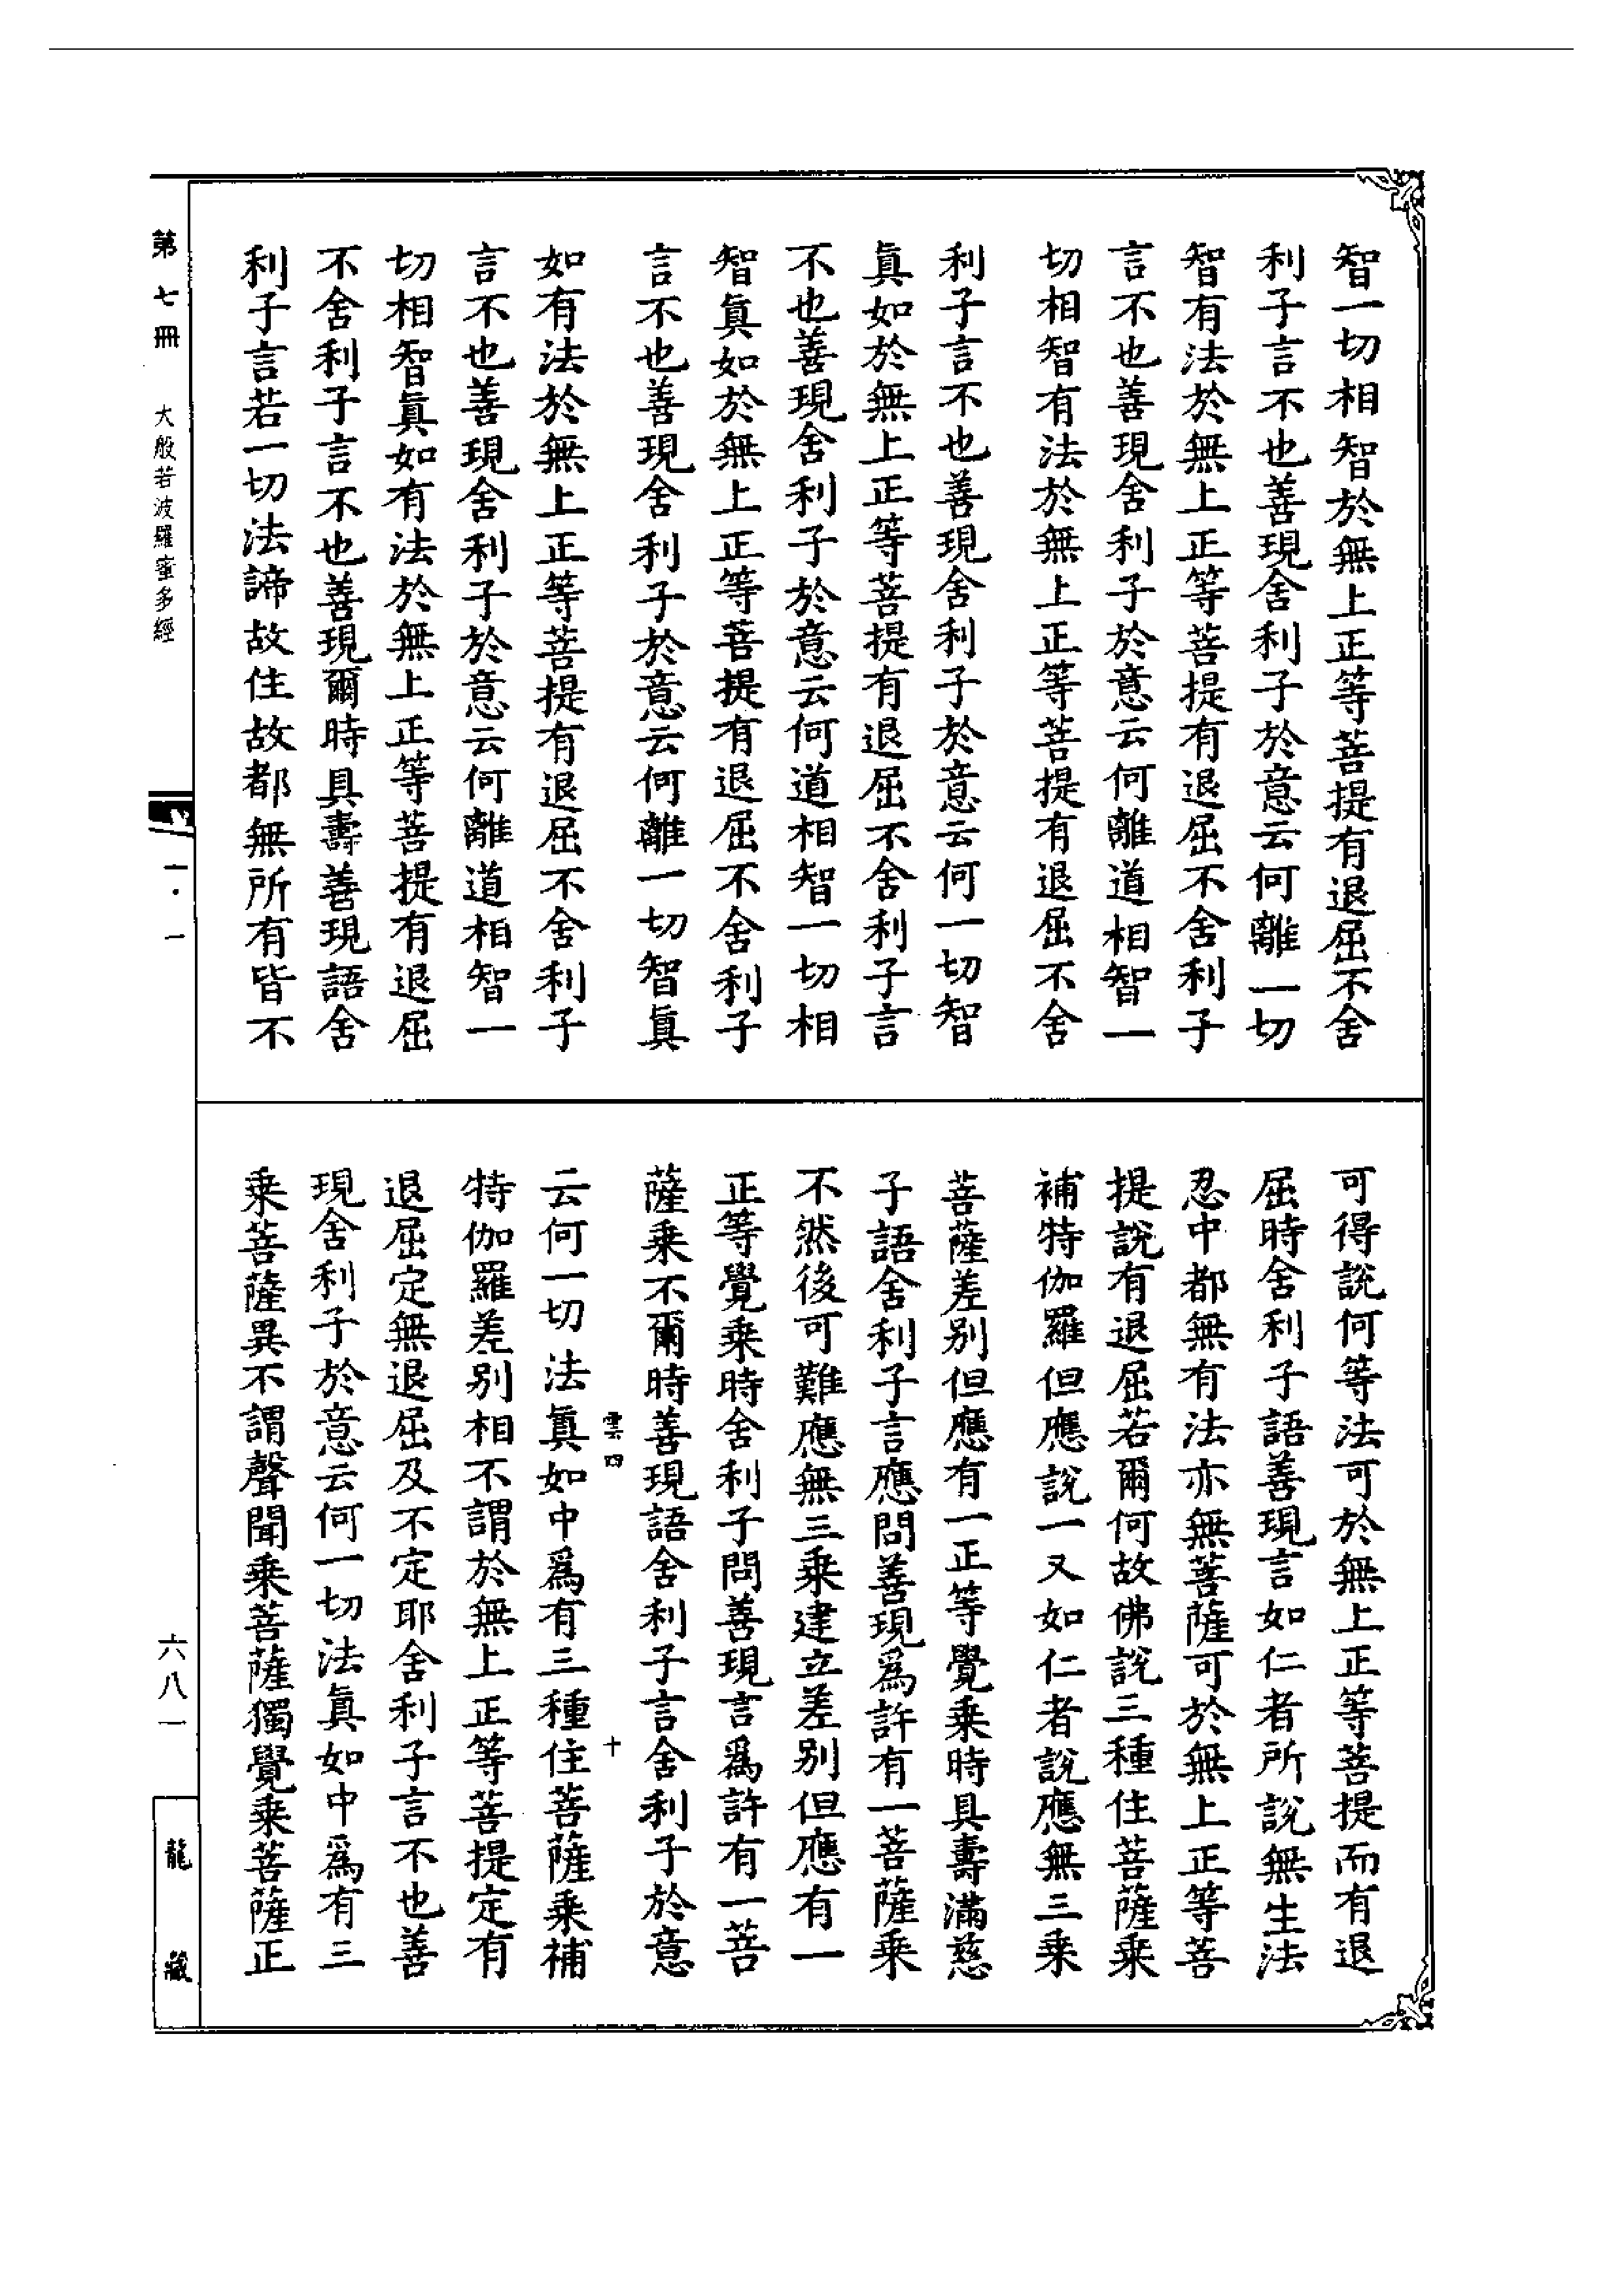 智一切相智於無上正等菩提有退屈不舍
利子言不也善現舍利子於意云何離一切
智有法於無上正等菩提有退屈不舍利子
言不也善現舍利子於意云何離道相智一
切相智有法於無上正等菩提有退屈不舍
利子言不也善現舍利子於意云何一切智
眞如於無上正等菩提有退屈不舍利子言
不也善現舍利子於意云何道相智一切相
智眞如於無上正等菩提有退屈不舍利子
言不也善現舍利子於意云何離一切智眞
如有法於無上正等菩提有退屈不舍利子
言不也善現舍利子於意云何離道相智一
切相智眞如有法於無上正等菩提有退屈
不舍利子言不也善現爾時具壽善現語舍
利子言若一切法諦故住故都無所有皆不
可得說何等法可於無上正等菩提而有退
屈時舍利子語善現言如仁者所說無生法
忍中都無有法亦無菩薩可於無上正等菩
提說有退屈若爾何故佛說三種住菩薩乘
補特伽羅但應說一又如仁者說應無三乘
菩薩差別但應有一正等覺乘時具壽滿慈
子語舍利子言應問善現爲許有一菩薩乘
不然後可難應無三乘建立差別但應有一
正等覺乘時舍利子問善現言爲許有一菩
薩乘不爾時善現語舍利子言舍利子於意
雲四 十
云何一切法眞如中爲有三種住菩薩乘補
特伽羅差別相不謂於無上正等菩提定有
退屈定無退屈及不定耶舍利子言不也善
現舍利子於意云何一切法眞如中爲有三
乘菩薩異不謂聲聞乘菩薩獨覺乘菩薩正
第七冊 大般若波羅蜜多經
一·一
六八一
龍藏